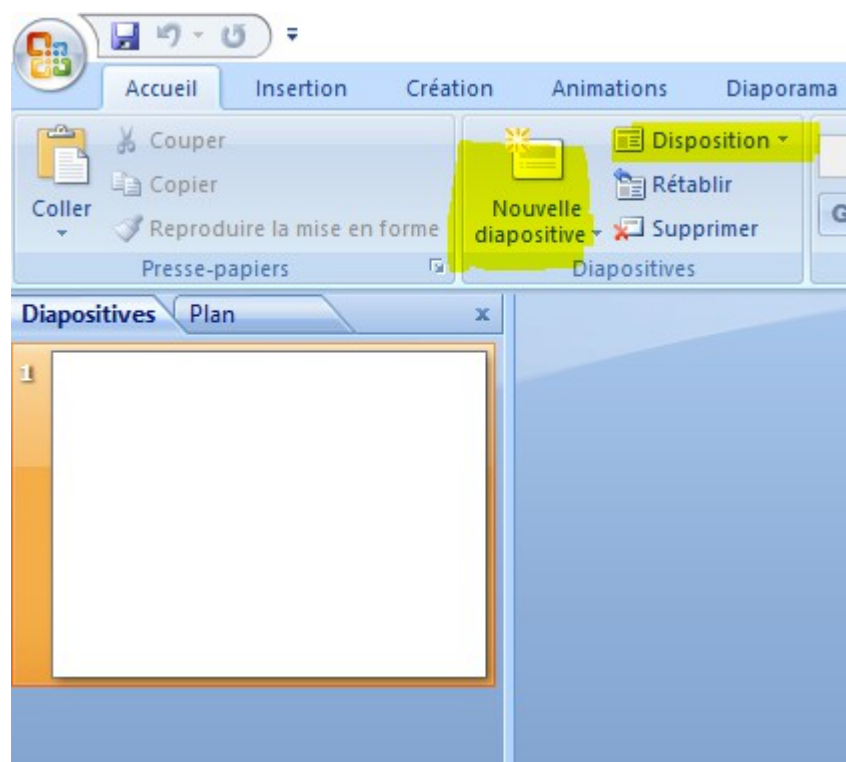 Accueil Insertion Création Animations Diaporama
Couper Disposition
Copier Rétablir
Coller Nouvelle
Reproduire la mise en forme diapositive Supprimer
G
Presse-papiers Diapositives
Diapositives Plan x
1